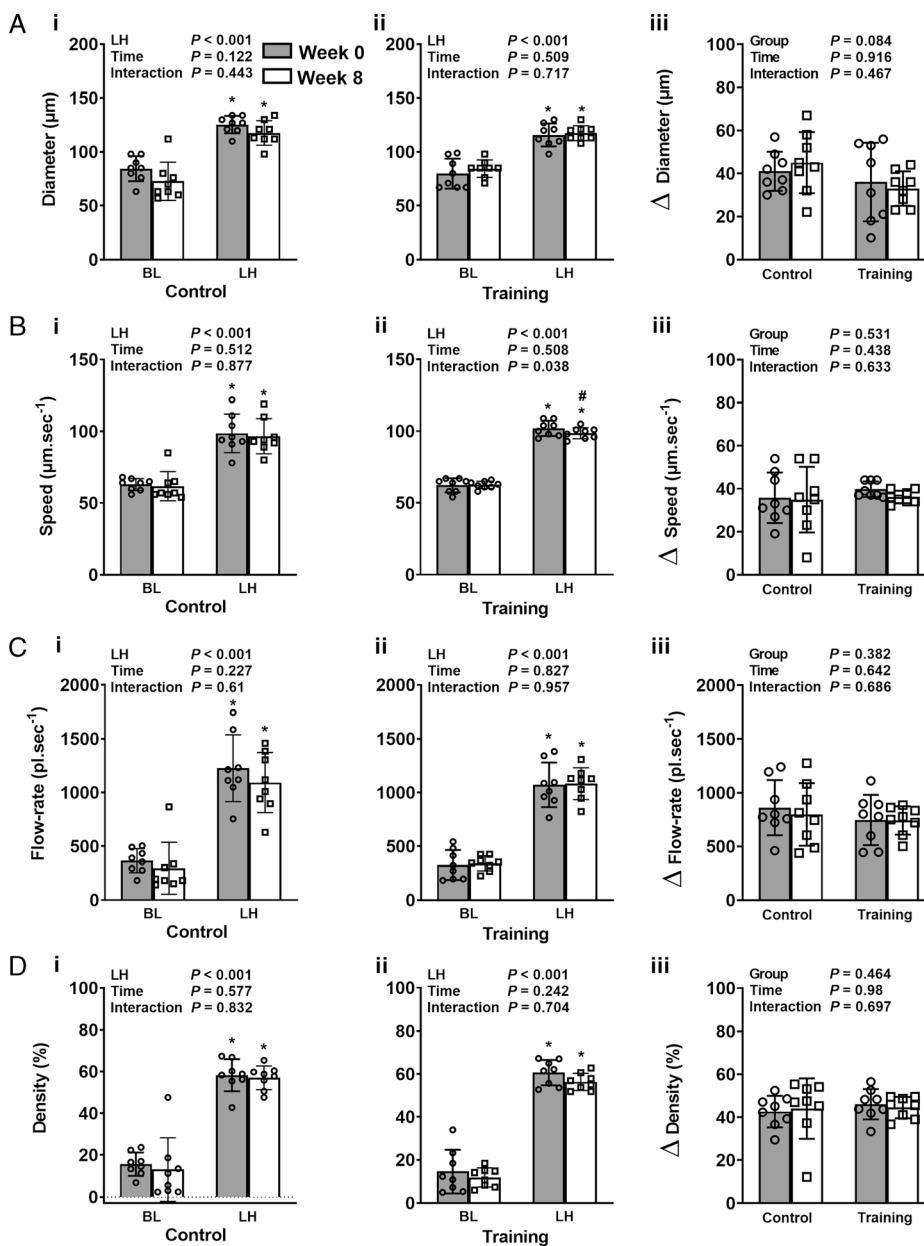 A
i
LH P < 0.001
Time P = 0.122
Interaction P = 0.443
Week 0
Week 8
Diameter (µm)
200
150
100
50
0
* *
BL LH
Control
ii
LH P < 0.001
Time P = 0.509
Interaction P = 0.717
200
150
100
50
0
* *
BL LH
Training
iii
Group P = 0.084
Time P = 0.916
Interaction P = 0.467
Δ Diameter (µm)
100
80
60
40
20
0
Control Training
B
i
LH P < 0.001
Time P = 0.512
Interaction P = 0.877
Speed (µm.sec⁻¹)
150
100
50
0
* *
BL LH
Control
ii
LH P < 0.001
Time P = 0.508
Interaction P = 0.038
150
100
50
0
#
* *
BL LH
Training
iii
Group P = 0.531
Time P = 0.438
Interaction P = 0.633
Δ Speed (µm.sec⁻¹)
100
80
60
40
20
0
Control Training
C
i
LH P < 0.001
Time P = 0.227
Interaction P = 0.61
Flow-rate (pl.sec⁻¹)
2000
1500
1000
500
0
* *
BL LH
Control
ii
LH P < 0.001
Time P = 0.827
Interaction P = 0.957
2000
1500
1000
500
0
* *
BL LH
Training
iii
Group P = 0.382
Time P = 0.642
Interaction P = 0.686
Δ Flow-rate (pl.sec⁻¹)
2000
1500
1000
500
0
Control Training
D
i
LH P < 0.001
Time P = 0.577
Interaction P = 0.832
Density (%)
100
80
60
40
20
0
* *
BL LH
Control
ii
LH P < 0.001
Time P = 0.242
Interaction P = 0.704
100
80
60
40
20
0
* *
BL LH
Training
iii
Group P = 0.464
Time P = 0.98
Interaction P = 0.697
Δ Density (%)
100
80
60
40
20
0
Control Training